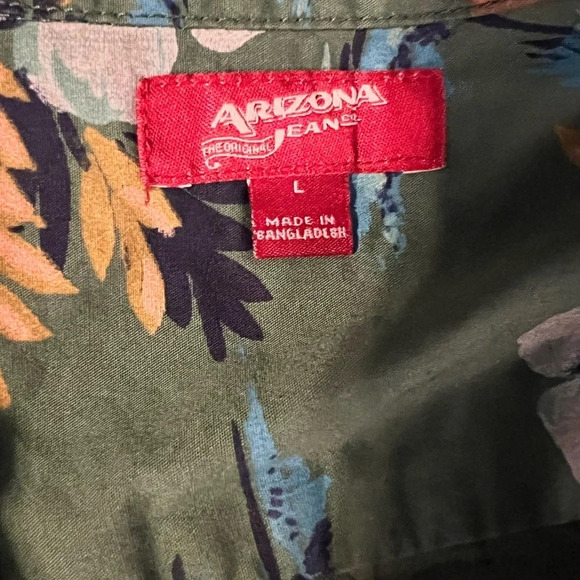 ARIZONA
THE ORIGINAL JEAN CO.
L
MADE IN
BANGLADESH